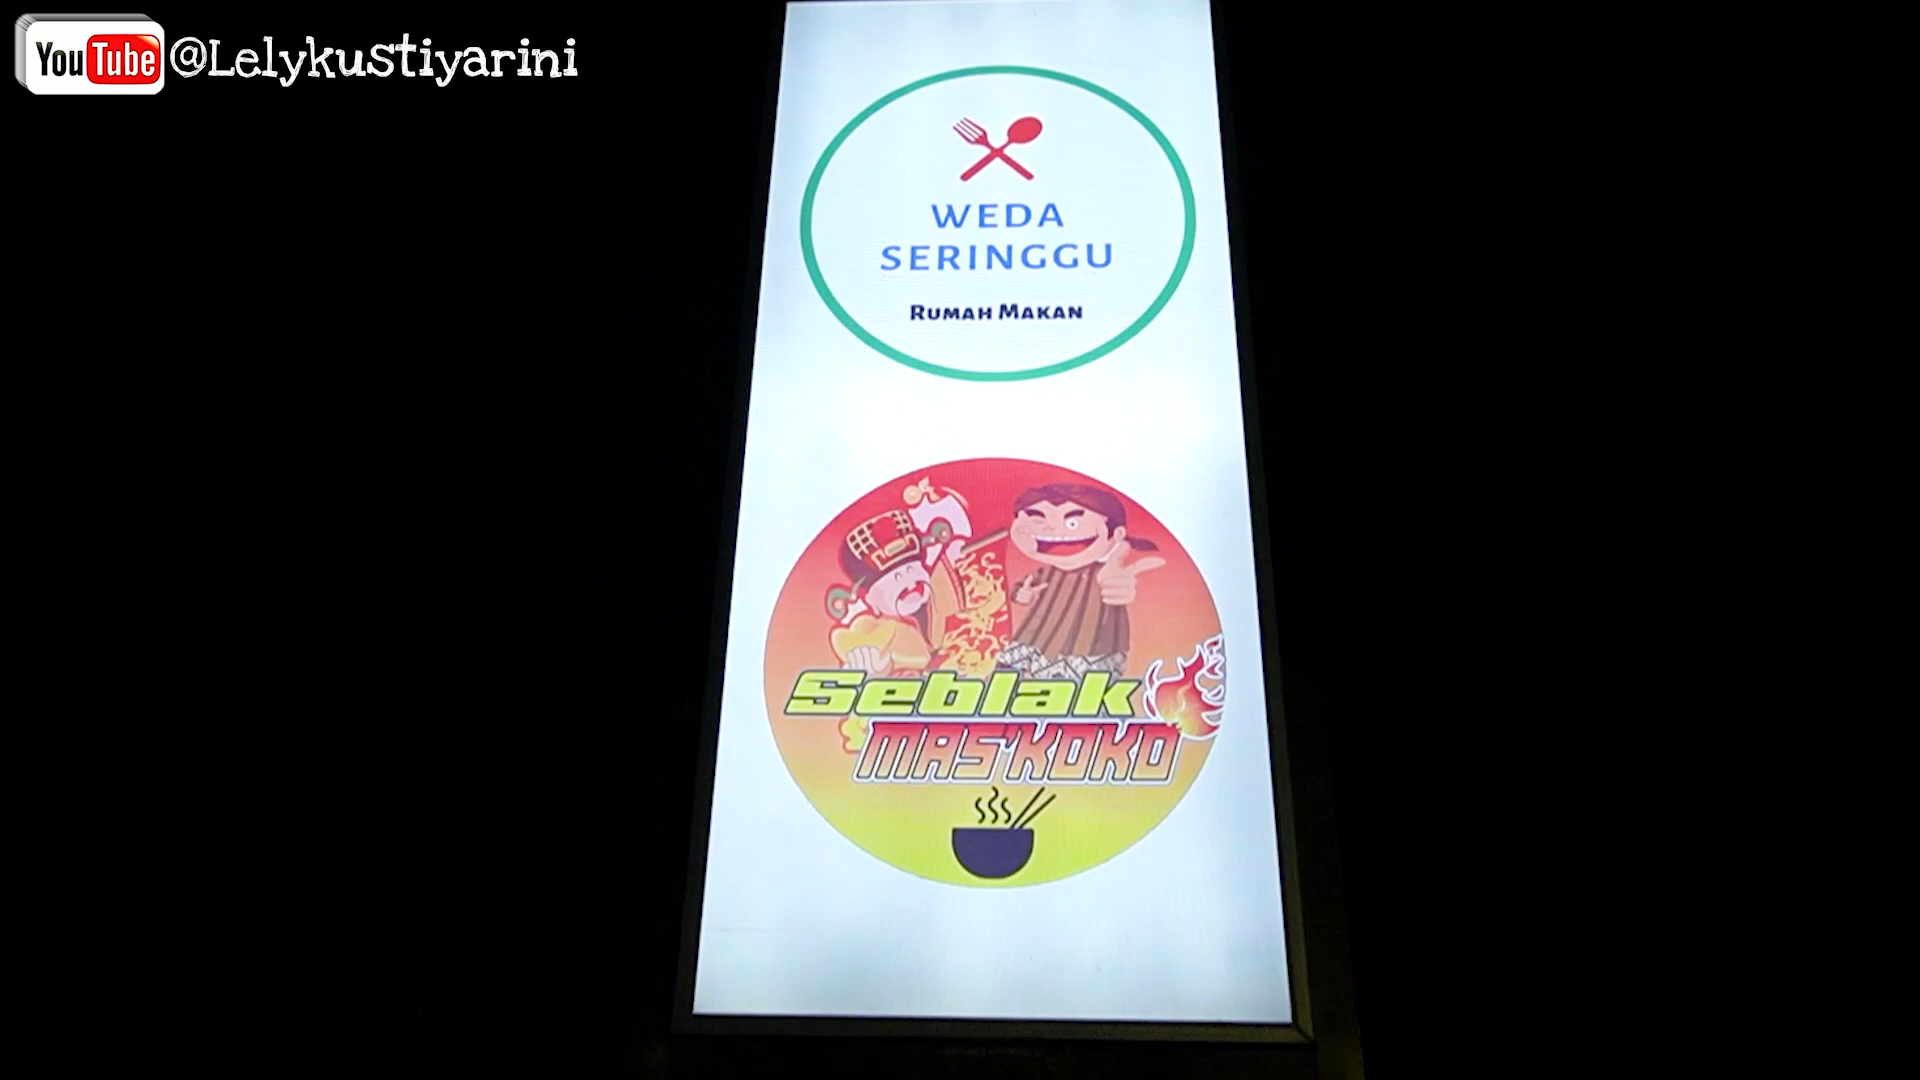 YouTube @Lelykustiyarini
WEDA
SERINGGU
RUMAH MAKAN
Seblak
MAS'KOKO